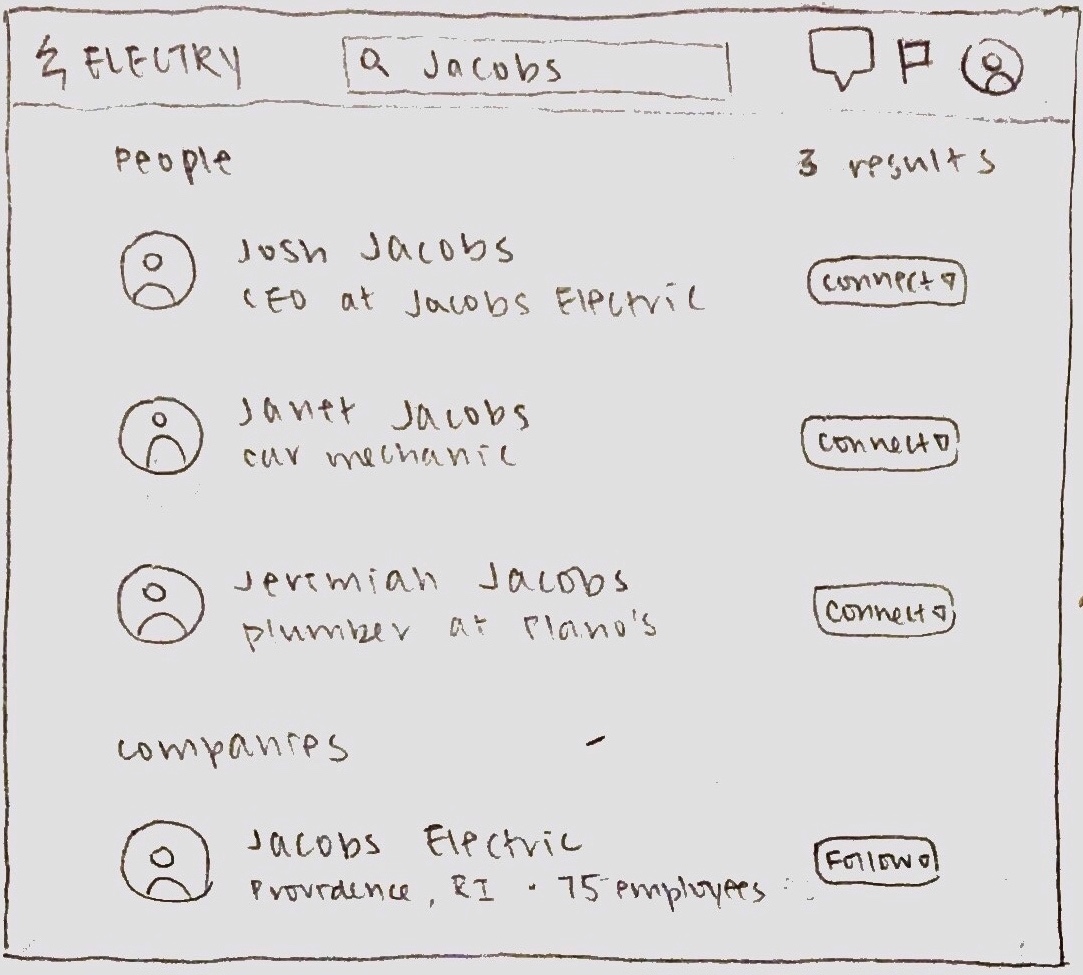 ELECTRY
Jacobs
People
3 results
Josh Jacobs
CEO at Jacobs Electric
connect
Janet Jacobs
car mechanic
connect
Jeremiah Jacobs
plumber at Plano's
connect
companies
Jacobs Electric
Providence, RI · 75 employees
Follow